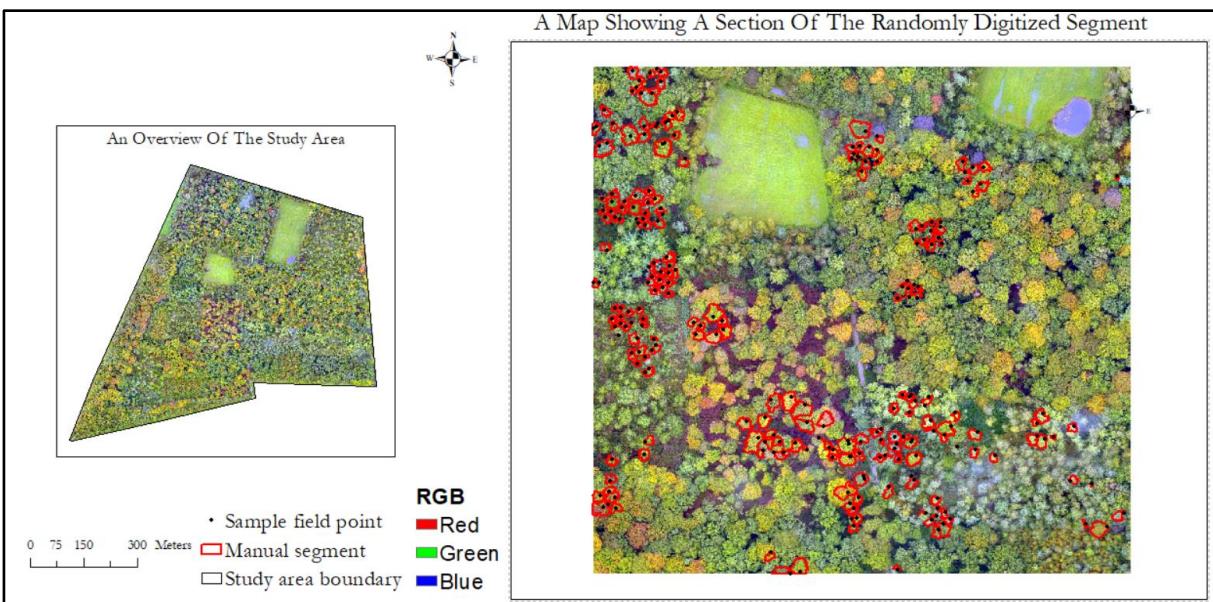 A Map Showing A Section Of The Randomly Digitized Segment
N
W E
S
E
An Overview Of The Study Area
RGB
Sample field point
Red
0 75 150 300 Meters
Manual segment
Green
Study area boundary
Blue